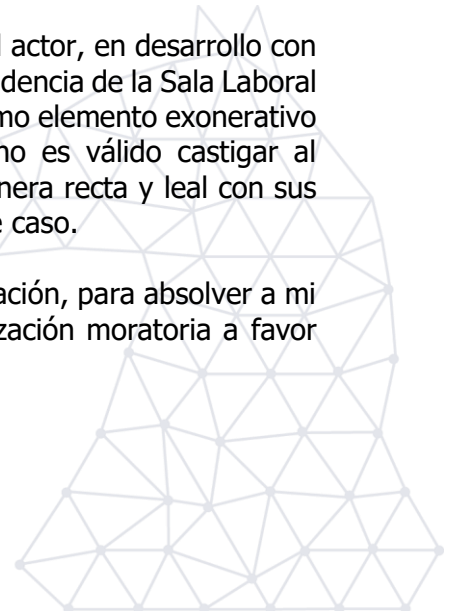 l actor, en desarrollo con
dencia de la Sala Laboral
mo elemento exonerativo
no es válido castigar al
nera recta y leal con sus
e caso.
ación, para absolver a mi
zación moratoria a favor